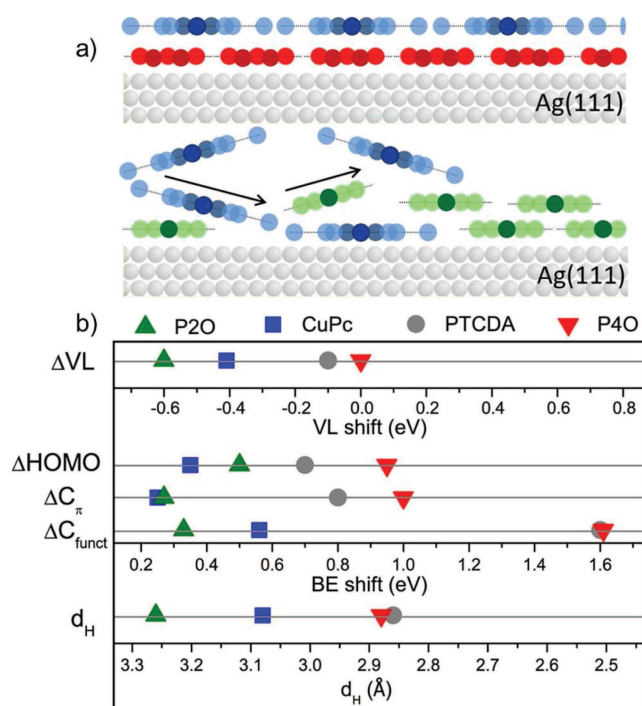 a)
Ag(111)
Ag(111)
b) P2O CuPc PTCDA P4O
ΔVL
-0.6 -0.4 -0.2 0.0 0.2 0.4 0.6 0.8
VL shift (eV)
ΔHOMO
ΔCπ
ΔCfunct
0.2 0.4 0.6 0.8 1.0 1.2 1.4 1.6
BE shift (eV)
dH
3.3 3.2 3.1 3.0 2.9 2.8 2.7 2.6 2.5
dH (Å)